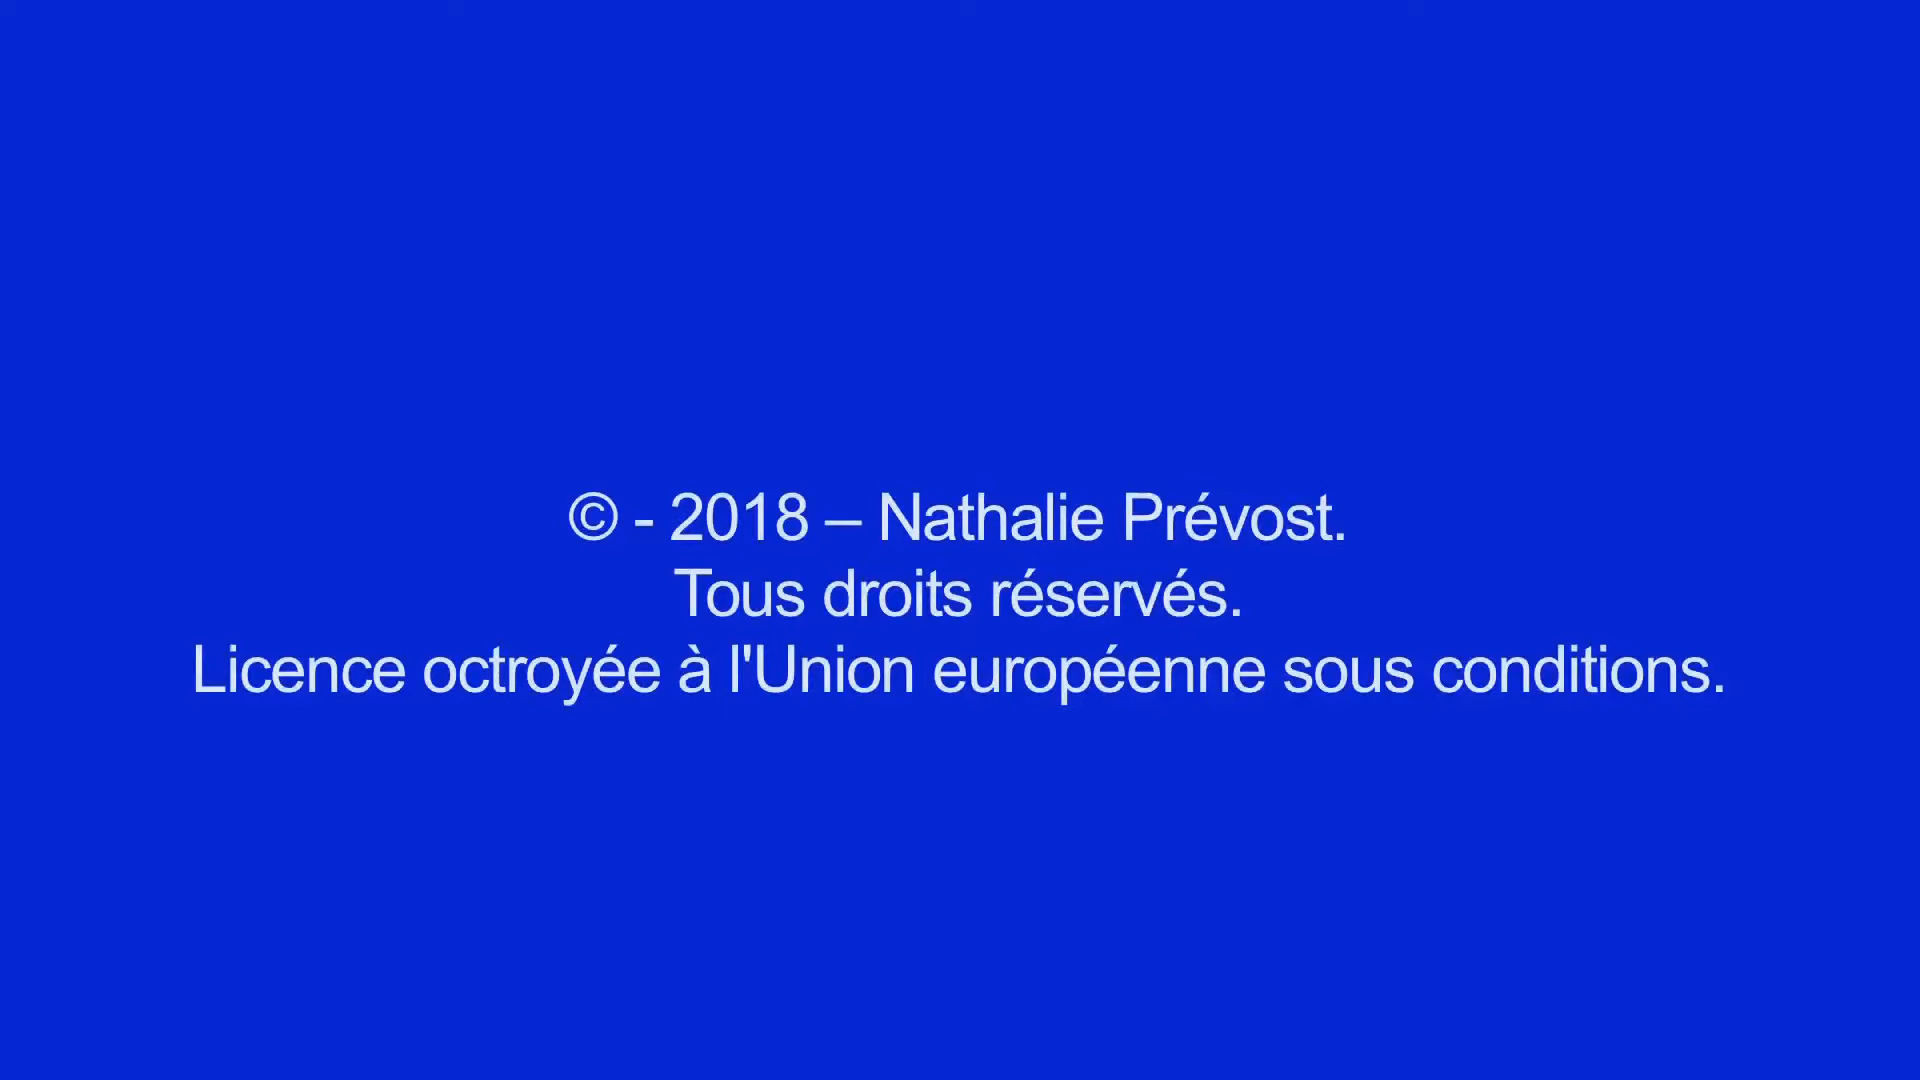 © - 2018 – Nathalie Prévost.
Tous droits réservés.
Licence octroyée à l'Union européenne sous conditions.